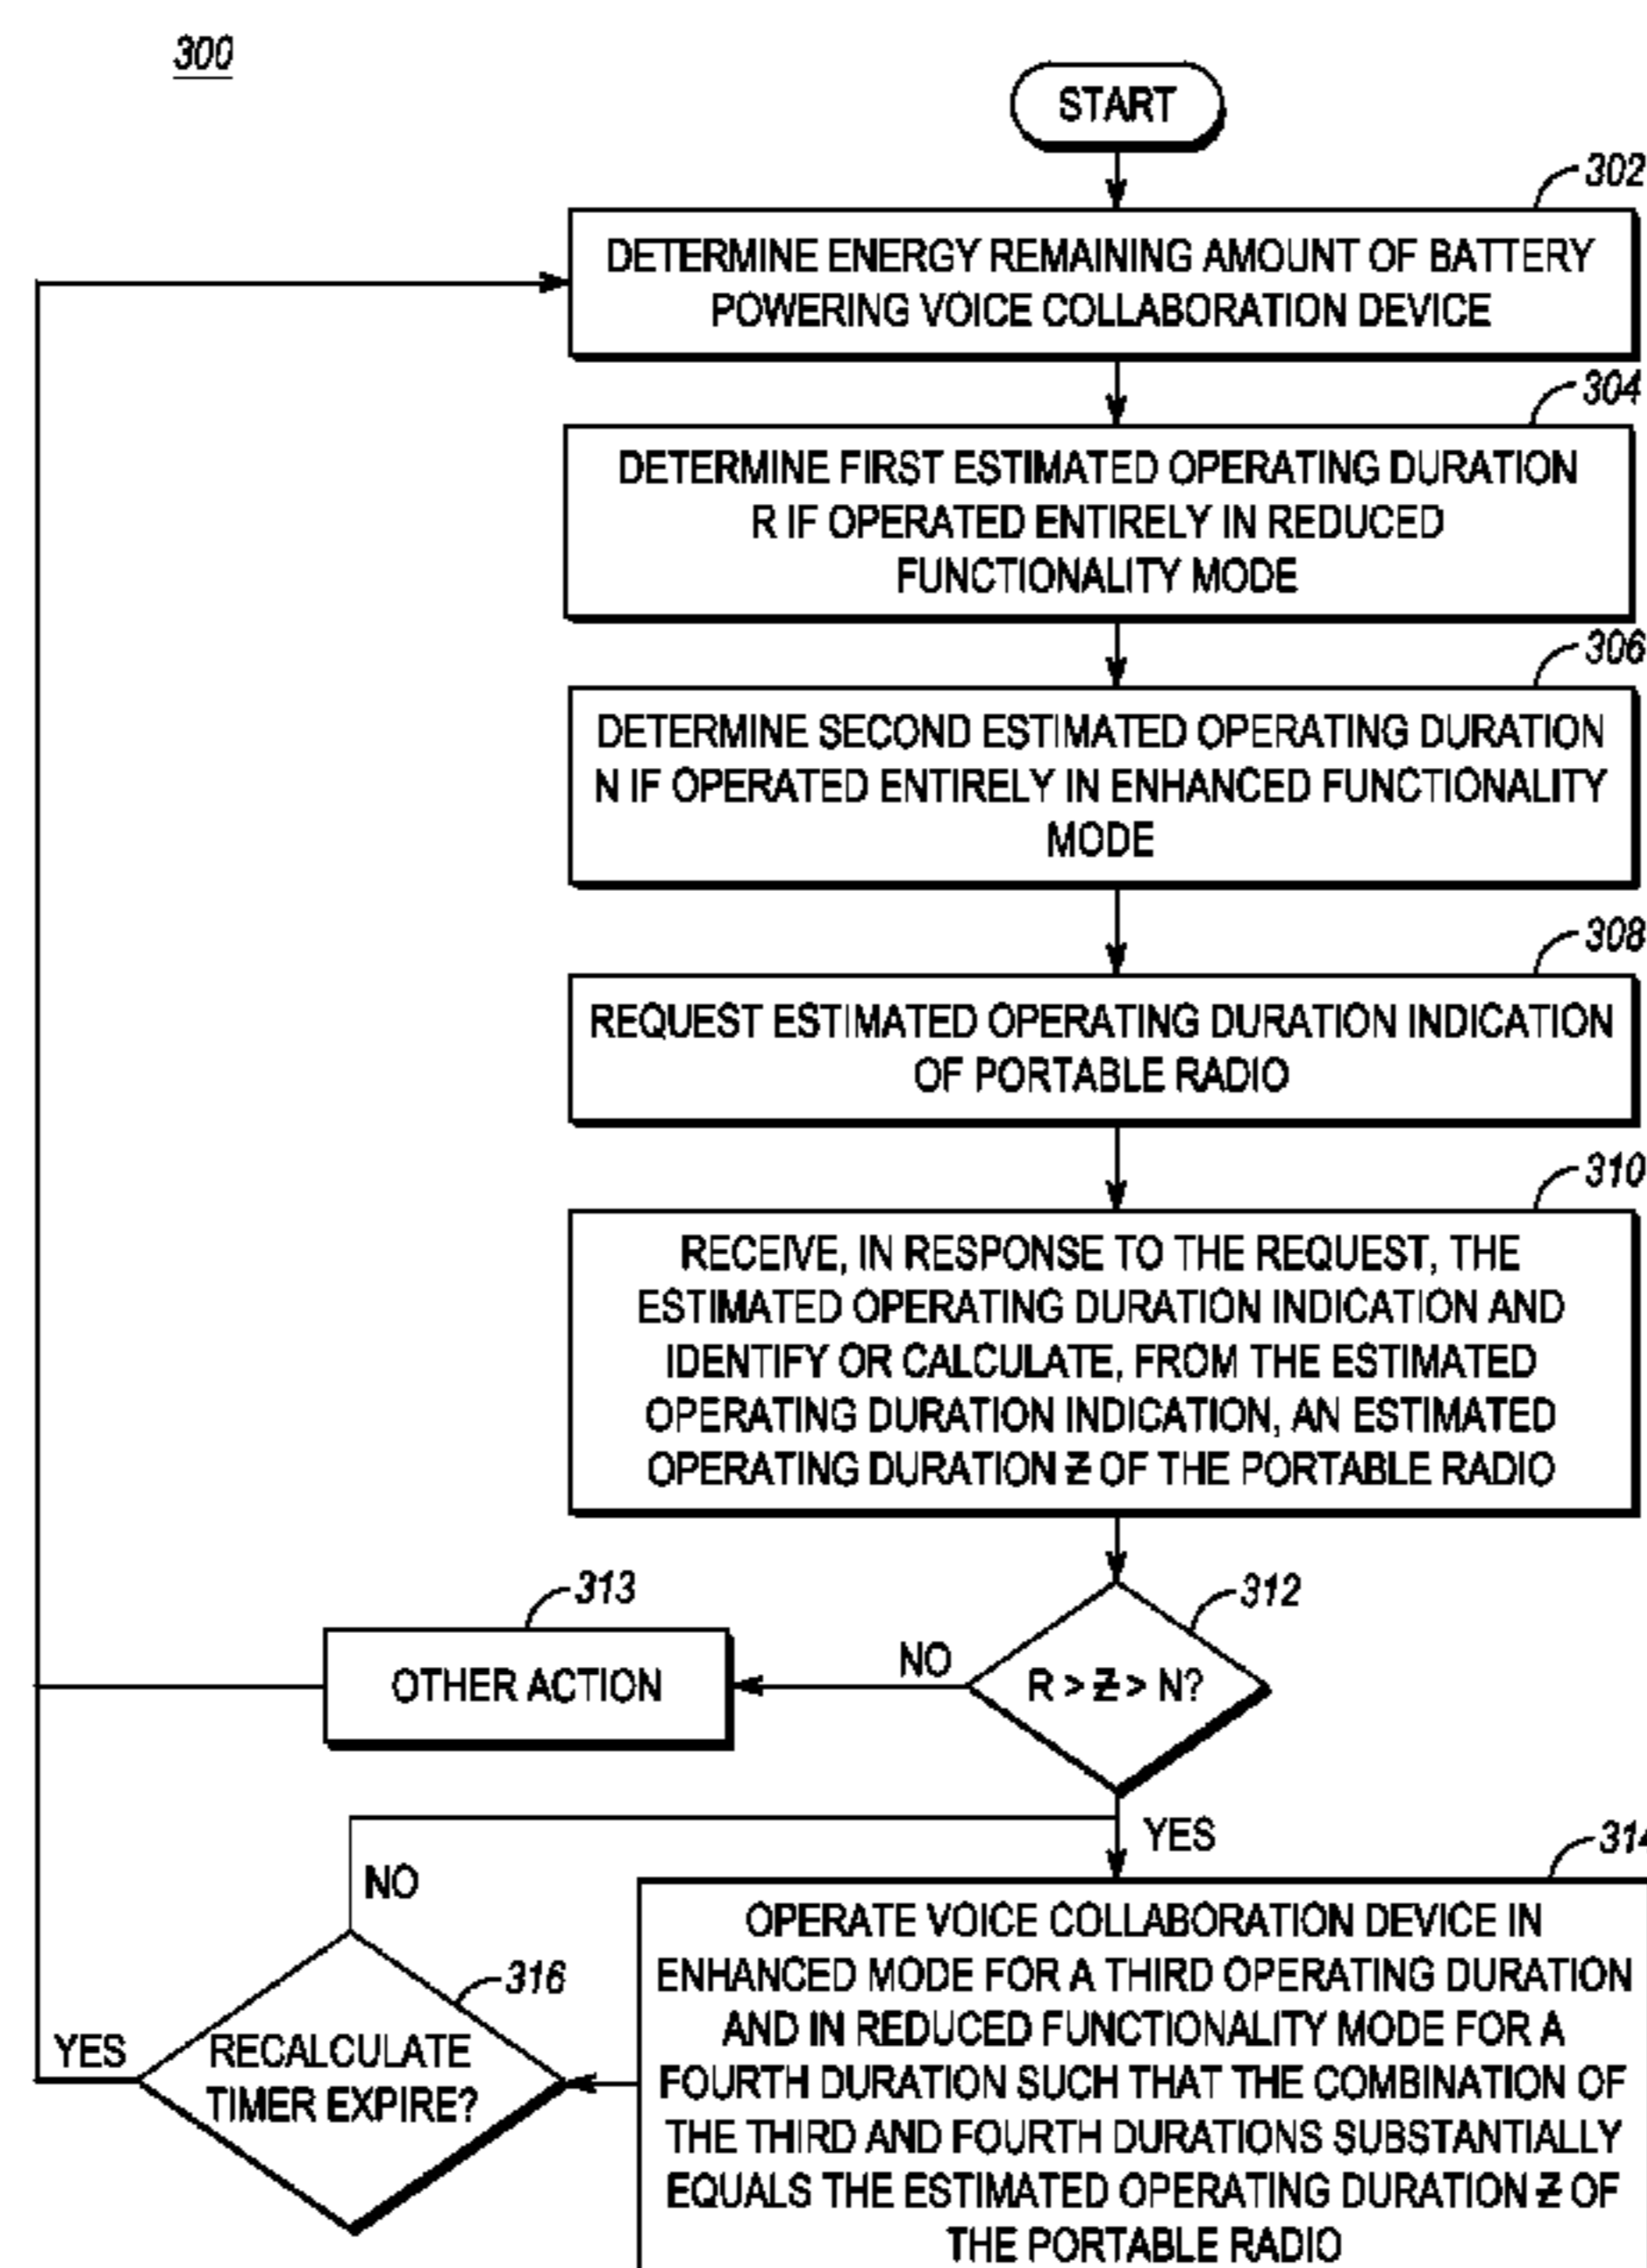 300
START
302
DETERMINE ENERGY REMAINING AMOUNT OF BATTERY
POWERING VOICE COLLABORATION DEVICE
304
DETERMINE FIRST ESTIMATED OPERATING DURATION
R IF OPERATED ENTIRELY IN REDUCED
FUNCTIONALITY MODE
306
DETERMINE SECOND ESTIMATED OPERATING DURATION
N IF OPERATED ENTIRELY IN ENHANCED FUNCTIONALITY
MODE
308
REQUEST ESTIMATED OPERATING DURATION INDICATION
OF PORTABLE RADIO
310
RECEIVE, IN RESPONSE TO THE REQUEST, THE
ESTIMATED OPERATING DURATION INDICATION AND
IDENTIFY OR CALCULATE, FROM THE ESTIMATED
OPERATING DURATION INDICATION, AN ESTIMATED
OPERATING DURATION Ƶ OF THE PORTABLE RADIO
312
R > Ƶ > N?
NO
313
OTHER ACTION
YES
314
OPERATE VOICE COLLABORATION DEVICE IN
ENHANCED MODE FOR A THIRD OPERATING DURATION
AND IN REDUCED FUNCTIONALITY MODE FOR A
FOURTH DURATION SUCH THAT THE COMBINATION OF
THE THIRD AND FOURTH DURATIONS SUBSTANTIALLY
EQUALS THE ESTIMATED OPERATING DURATION Ƶ OF
THE PORTABLE RADIO
316
RECALCULATE
TIMER EXPIRE?
NO
YES